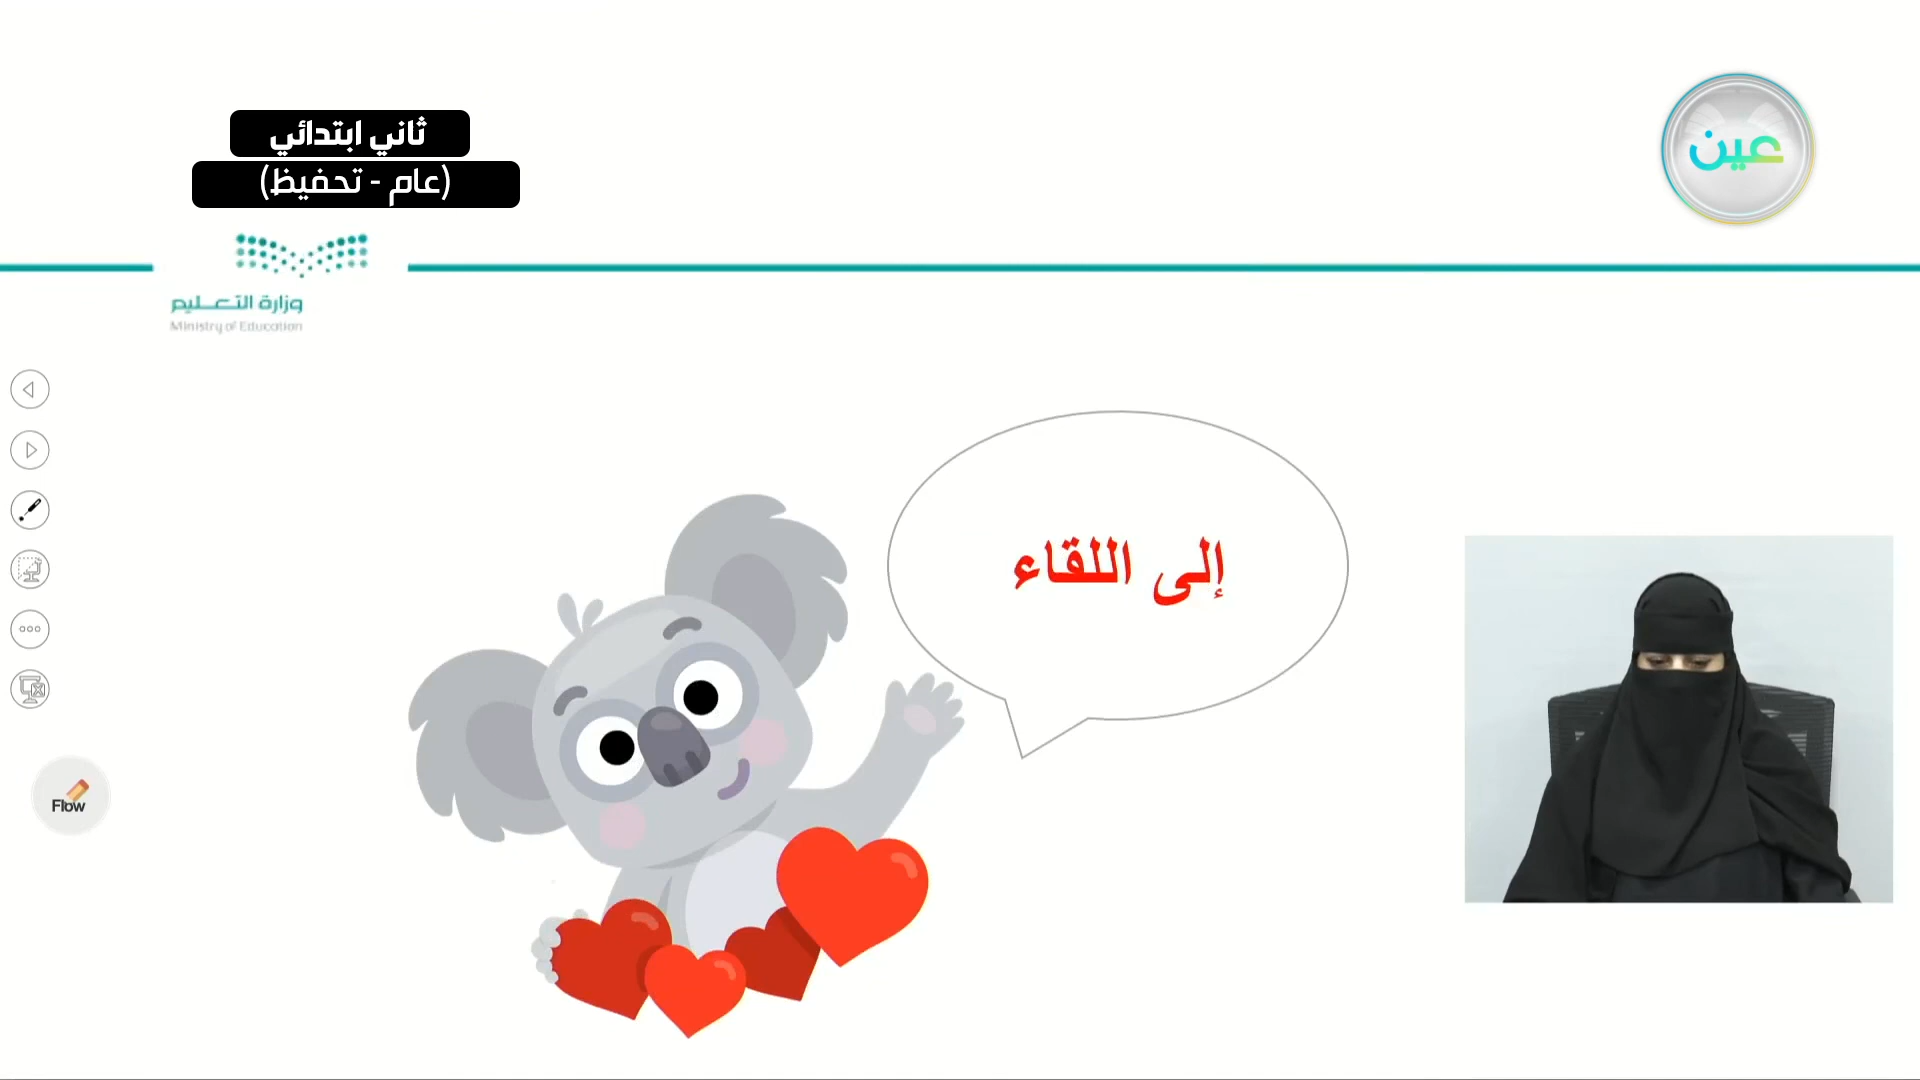 ثاني ابتدائي
(عام - تحفيظ)
عين
وزارة التعليم
Ministry of Education
إلى اللقاء
Flow